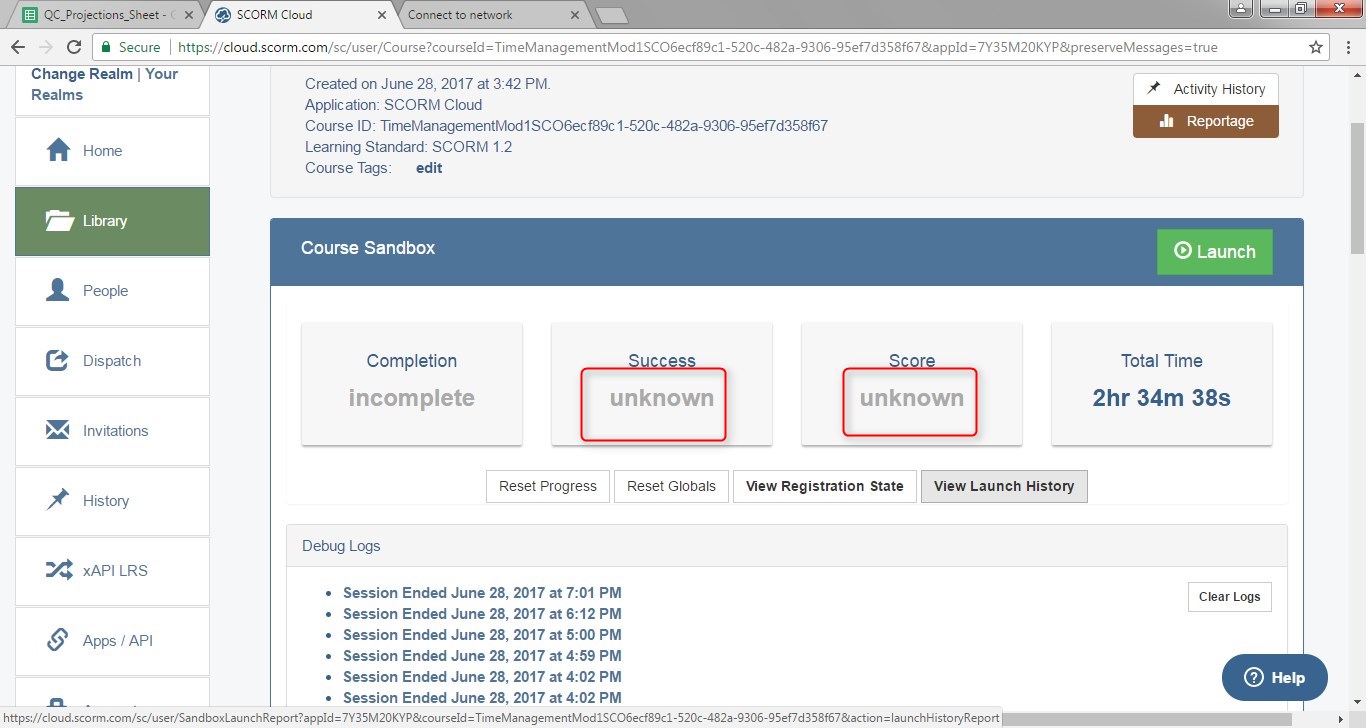 QC_Projections_Sheet - 
SCORM Cloud
Connect to network
Secure
https://cloud.scorm.com/sc/user/Course?courseId=TimeManagementMod1SCO6ecf89c1-520c-482a-9306-95ef7d358f67&appId=7Y35M20KYP&preserveMessages=true
Change Realm | Your
Realms
Home
Library
People
Dispatch
Invitations
History
xAPI LRS
Apps / API
Created on June 28, 2017 at 3:42 PM.
Application: SCORM Cloud
Course ID: TimeManagementMod1SCO6ecf89c1-520c-482a-9306-95ef7d358f67
Learning Standard: SCORM 1.2
Course Tags: edit
Activity History
Reportage
Course Sandbox
Launch
Completion
incomplete
Success
unknown
Score
unknown
Total Time
2hr 34m 38s
Reset Progress
Reset Globals
View Registration State
View Launch History
Debug Logs
Clear Logs
Session Ended June 28, 2017 at 7:01 PM
Session Ended June 28, 2017 at 6:12 PM
Session Ended June 28, 2017 at 5:00 PM
Session Ended June 28, 2017 at 4:59 PM
Session Ended June 28, 2017 at 4:02 PM
Session Ended June 28, 2017 at 4:02 PM
Help
https://cloud.scorm.com/sc/user/SandboxLaunchReport?appId=7Y35M20KYP&courseId=TimeManagementMod1SCO6ecf89c1-520c-482a-9306-95ef7d358f67&action=launchHistoryReport